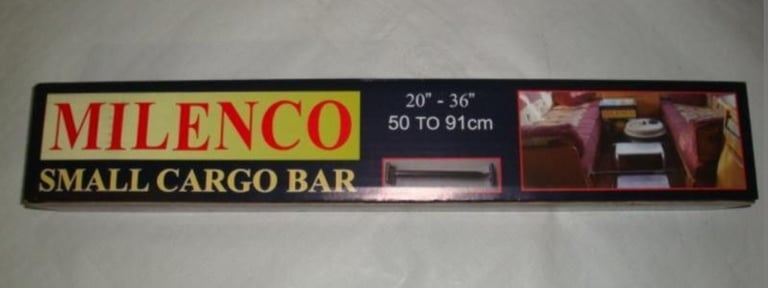 MILENCO
SMALL CARGO BAR
20" - 36"
50 TO 91cm